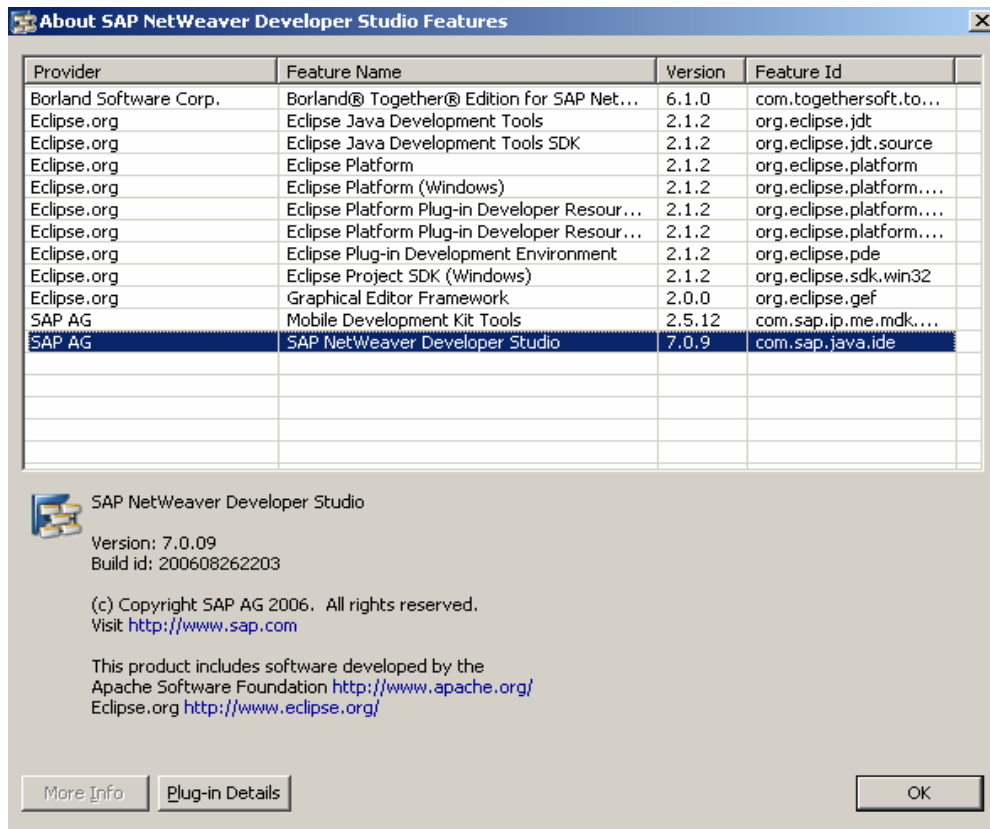 About SAP NetWeaver Developer Studio Features
Provider Feature Name Version Feature Id
Borland Software Corp. Borland® Together® Edition for SAP Net... 6.1.0 com.togethersoft.to...
Eclipse.org Eclipse Java Development Tools 2.1.2 org.eclipse.jdt
Eclipse.org Eclipse Java Development Tools SDK 2.1.2 org.eclipse.jdt.source
Eclipse.org Eclipse Platform 2.1.2 org.eclipse.platform
Eclipse.org Eclipse Platform (Windows) 2.1.2 org.eclipse.platform....
Eclipse.org Eclipse Platform Plug-in Developer Resour... 2.1.2 org.eclipse.platform....
Eclipse.org Eclipse Platform Plug-in Developer Resour... 2.1.2 org.eclipse.platform....
Eclipse.org Eclipse Plug-in Development Environment 2.1.2 org.eclipse.pde
Eclipse.org Eclipse Project SDK (Windows) 2.1.2 org.eclipse.sdk.win32
Eclipse.org Graphical Editor Framework 2.0.0 org.eclipse.gef
SAP AG Mobile Development Kit Tools 2.5.12 com.sap.ip.me.mdk....
SAP AG SAP NetWeaver Developer Studio 7.0.9 com.sap.java.ide
SAP NetWeaver Developer Studio
Version: 7.0.09
Build id: 200608262203
(c) Copyright SAP AG 2006. All rights reserved.
Visit http://www.sap.com
This product includes software developed by the
Apache Software Foundation http://www.apache.org/
Eclipse.org http://www.eclipse.org/
More Info Plug-in Details OK